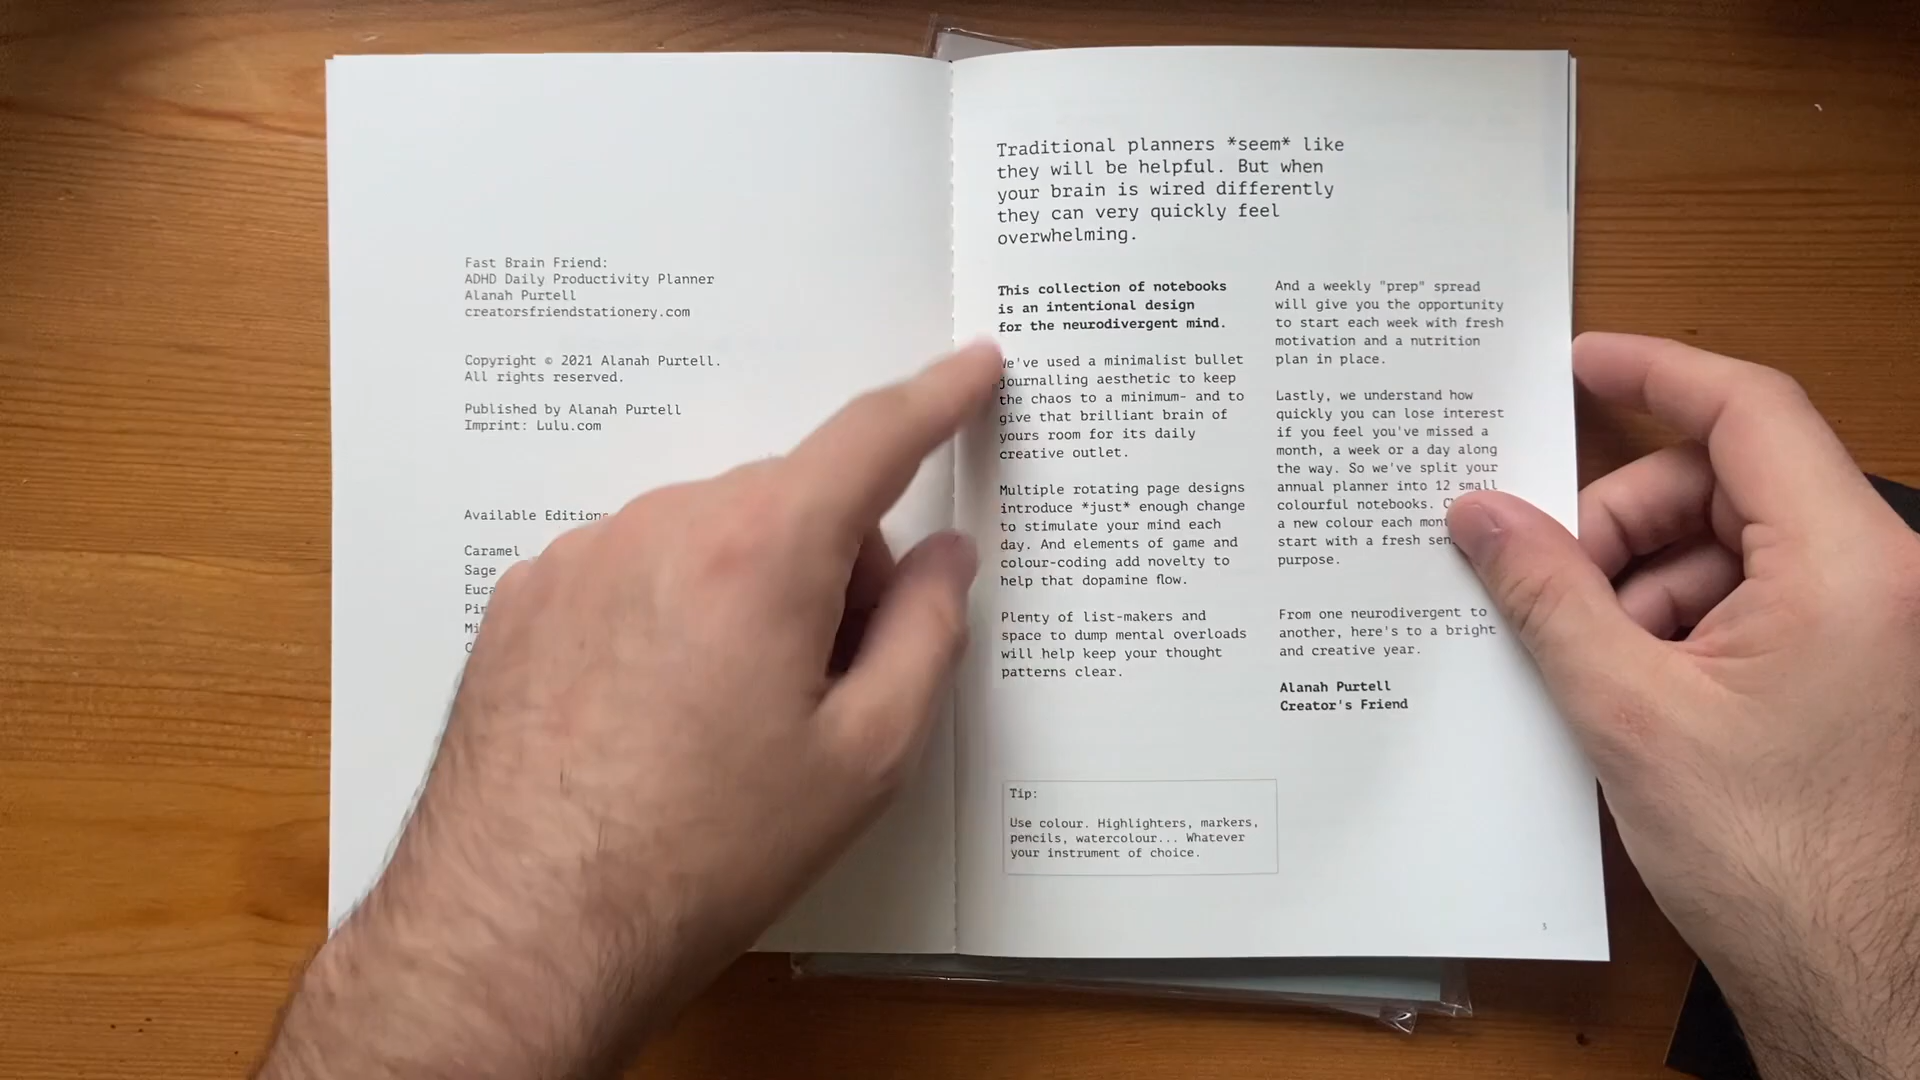 Fast Brain Friend:
ADHD Daily Productivity Planner
Alanah Purtell
creatorsfriendstationery.com
Copyright © 2021 Alanah Purtell.
All rights reserved.
Published by Alanah Purtell
Imprint: Lulu.com
Available
Caramel
Sage
Traditional planners *seem* like
they will be helpful. But when
your brain is wired differently
they can very quickly feel
overwhelming.
This collection of notebooks
is an intentional design
for the neurodivergent mind.
We've used a minimalist bullet
journalling aesthetic to keep
the chaos to a minimum- and to
give that brilliant brain of
yours room for its daily
creative outlet.
Multiple rotating page designs
introduce *just* enough change
to stimulate your mind each
day. And elements of game and
colour-coding add novelty to
help that dopamine flow.
Plenty of list-makers and
space to dump mental overloads
will help keep your thought
patterns clear.
And a weekly "prep" spread
will give you the opportunity
to start each week with fresh
motivation and a nutrition
plan in place.
Lastly, we understand how
quickly you can lose interest
if you feel you've missed a
month, a week or a day along
the way. So we've split your
annual planner into 12 small
colourful notebooks.
a new colour each
start with a fresh
purpose.
From one neurodivergent to
another, here's to a bright
and creative year.
Alanah Purtell
Creator's Friend
Tip:
Use colour. Highlighters, markers,
pencils, watercolour... Whatever
your instrument of choice.
3